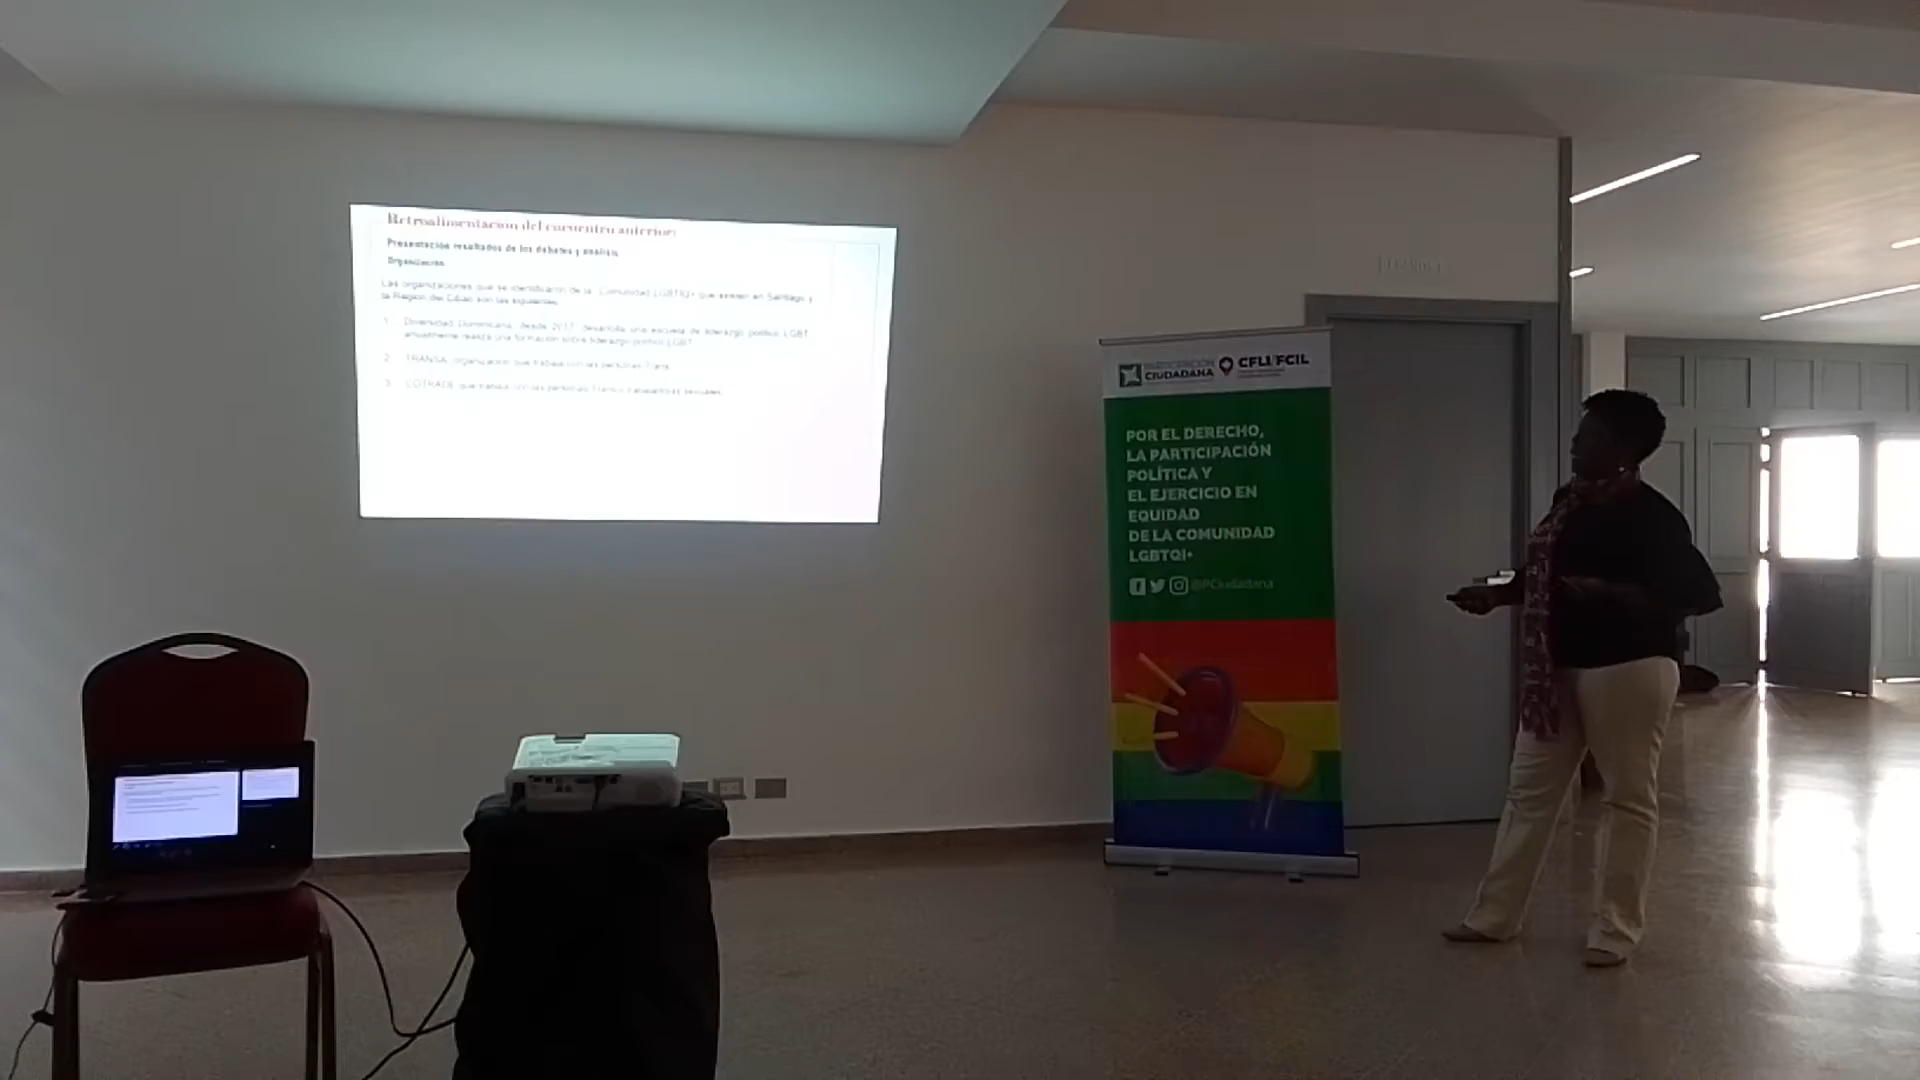 Retroalimentación del encuentro anterior:
Presentación resultados de los debates y análisis
Organización
Las organizaciones que se identificaron de la Comunidad LGBTIQ+ que existen en Santiago y
la Región del Cibao son las siguientes
1. Diversidad Dominicana, desde 2017, desarrolla una escuela de liderazgo político LGBT,
anualmente realiza una formación sobre liderazgo político LGBT
2. TRANSA, organización que trabaja con las personas Trans
3. COTRADE, que trabaja con las personas Trans y trabajadoras sexuales
PARTICIPACIÓN
CIUDADANA
CFLI/FCIL
POR EL DERECHO,
LA PARTICIPACIÓN
POLÍTICA Y
EL EJERCICIO EN
EQUIDAD
DE LA COMUNIDAD
LGBTQI+
@PCiudadana